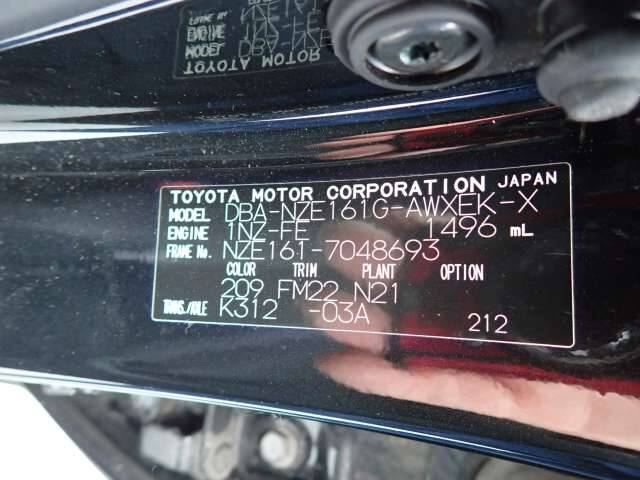 TOYOTA MOTOR CORPORATION JAPAN
MODEL DBA-NZE161G-AWXEK-X
ENGINE 1NZ-FE 1496 mL
FRAME No. NZE161-7048693
COLOR TRIM PLANT OPTION
209 FM22 N21
TRANS./AXLE K312 -03A
212